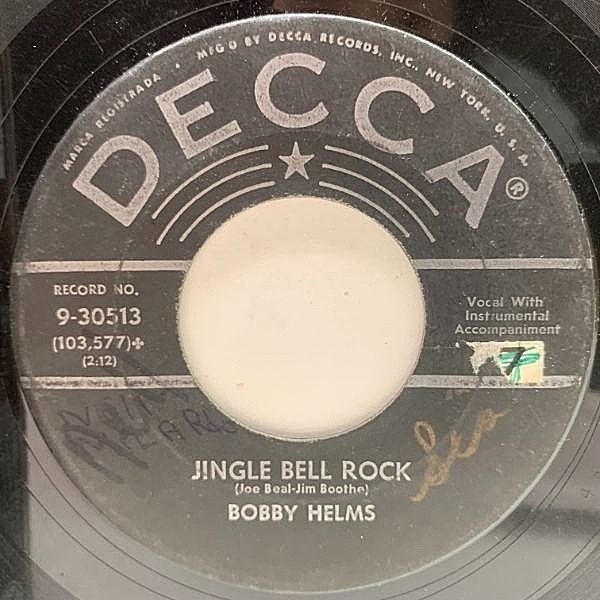 MARCA REGISTRADA • MFG'D BY DECCA RECORDS, INC., NEW YORK, U.S.A.
DECCA®
RECORD NO.
9-30513
(103,577)✤
(2:12)
Vocal With
Instrumental
Accompaniment
7
JINGLE BELL ROCK
(Joe Beal-Jim Boothe)
BOBBY HELMS